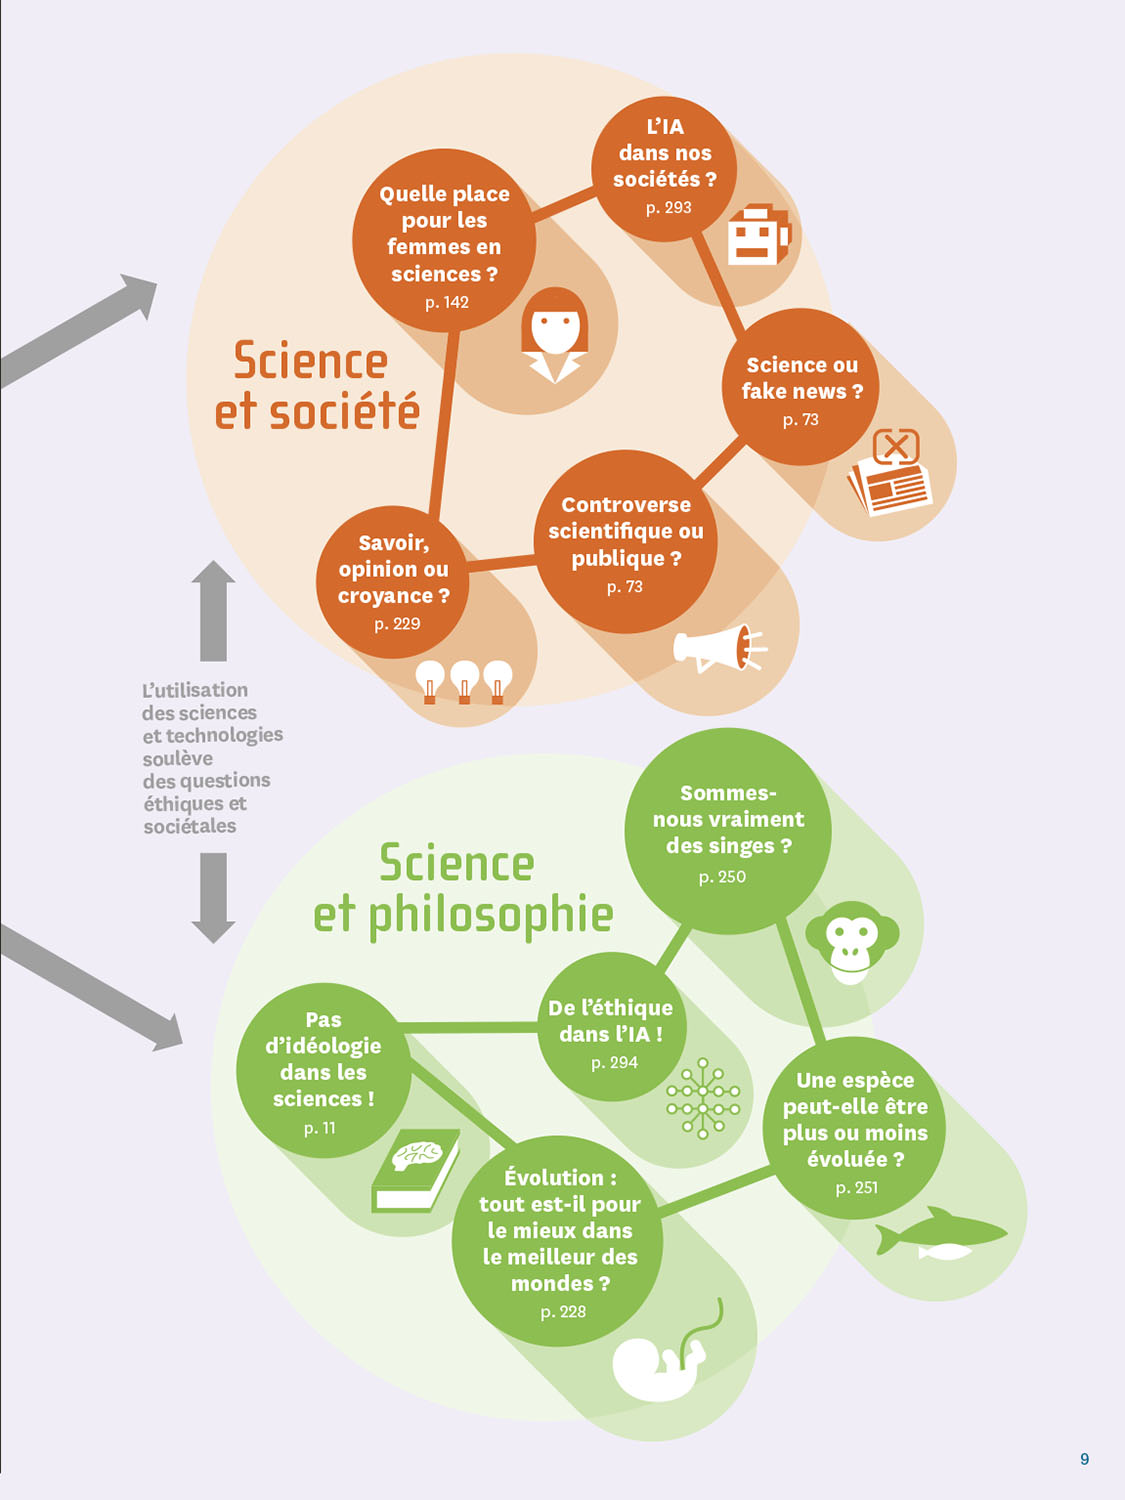 Science
et société
Quelle place
pour les
femmes en
sciences ?
p. 142
L'IA
dans nos
sociétés ?
p. 293
Science ou
fake news ?
p. 73
Controverse
scientifique ou
publique ?
p. 73
Savoir,
opinion ou
croyance ?
p. 229
L'utilisation
des sciences
et technologies
soulève
des questions
éthiques et
sociétales
Science
et philosophie
Sommes-
nous vraiment
des singes ?
p. 250
De l'éthique
dans l'IA !
p. 294
Pas
d'idéologie
dans les
sciences !
p. 11
Une espèce
peut-elle être
plus ou moins
évoluée ?
p. 251
Évolution :
tout est-il pour
le mieux dans
le meilleur des
mondes ?
p. 228
9